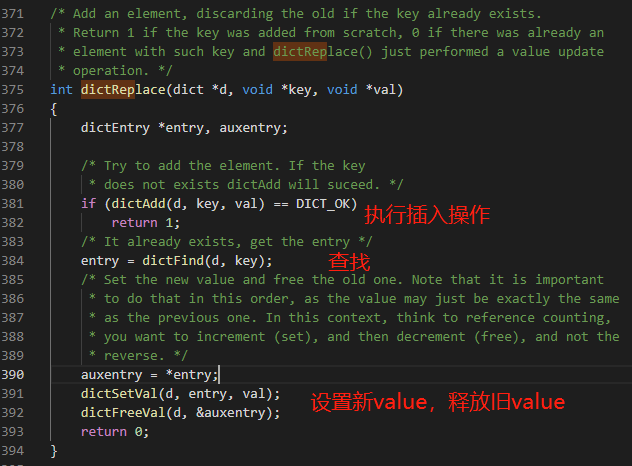 371 /* Add an element, discarding the old if the key already exists.
372  * Return 1 if the key was added from scratch, 0 if there was already an
373  * element with such key and dictReplace() just performed a value update
374  * operation. */
375 int dictReplace(dict *d, void *key, void *val)
376 {
377     dictEntry *entry, auxentry;
378
379     /* Try to add the element. If the key
380      * does not exists dictAdd will suceed. */
381     if (dictAdd(d, key, val) == DICT_OK) 执行插入操作
382         return 1;
383     /* It already exists, get the entry */
384     entry = dictFind(d, key); 查找
385     /* Set the new value and free the old one. Note that it is important
386      * to do that in this order, as the value may just be exactly the same
387      * as the previous one. In this context, think to reference counting,
388      * you want to increment (set), and then decrement (free), and not the
389      * reverse. */
390     auxentry = *entry;
391     dictSetVal(d, entry, val); 设置新value，释放旧value
392     dictFreeVal(d, &auxentry);
393     return 0;
394 }